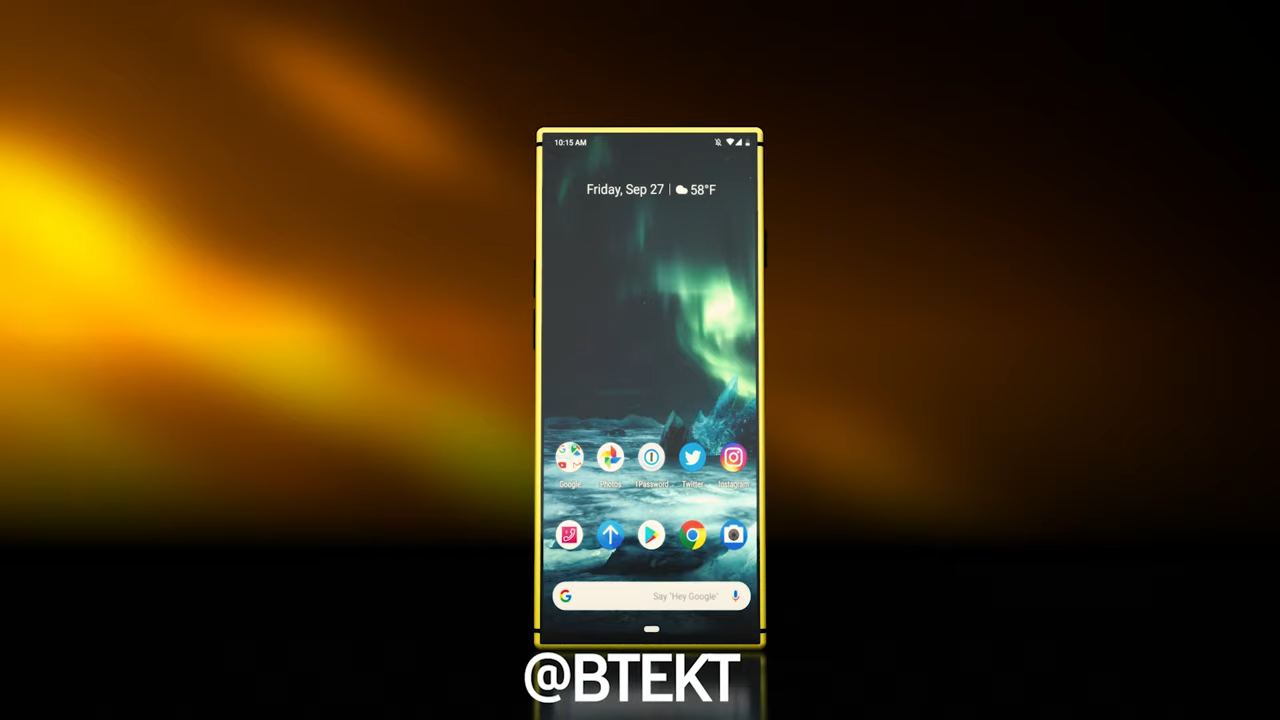 10:15 AM
Friday, Sep 27 | 58°F
Google Photos 1Password Twitter Instagram
Say "Hey Google"
@BTEKT